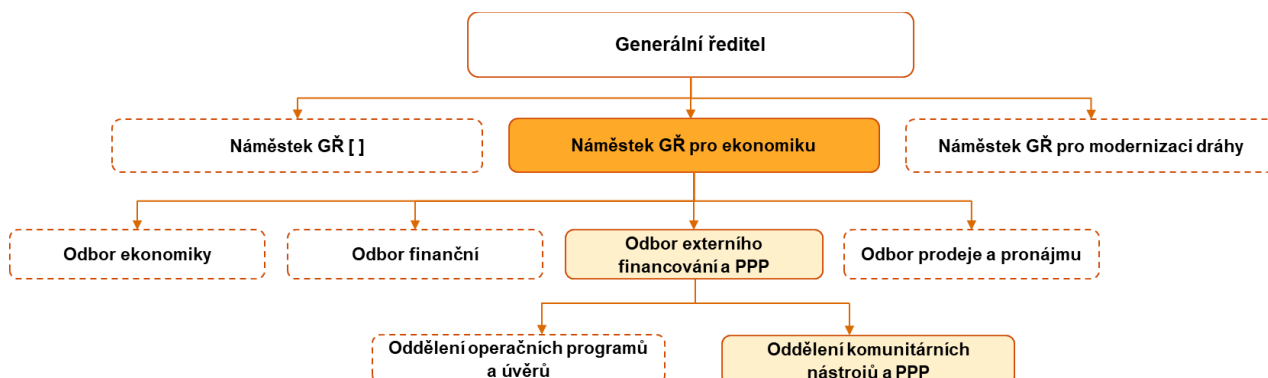 Generální ředitel
Náměstek GŘ [ ]
Náměstek GŘ pro ekonomiku
Náměstek GŘ pro modernizaci dráhy
Odbor ekonomiky
Odbor finanční
Odbor externího
financování a PPP
Odbor prodeje a pronájmu
Oddělení operačních programů
a úvěrů
Oddělení komunitárních
nástrojů a PPP